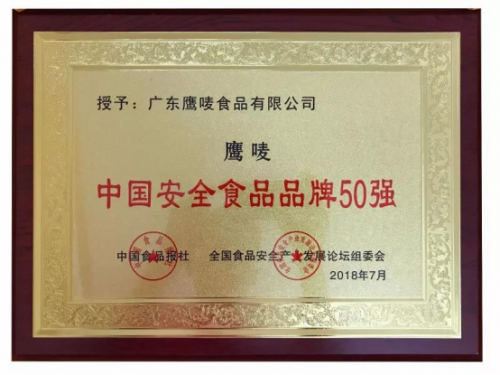 授予：广东鹰唛食品有限公司
鹰唛
中国安全食品品牌50强
中国食品报社 全国食品安全产业发展论坛组委会
2018年7月